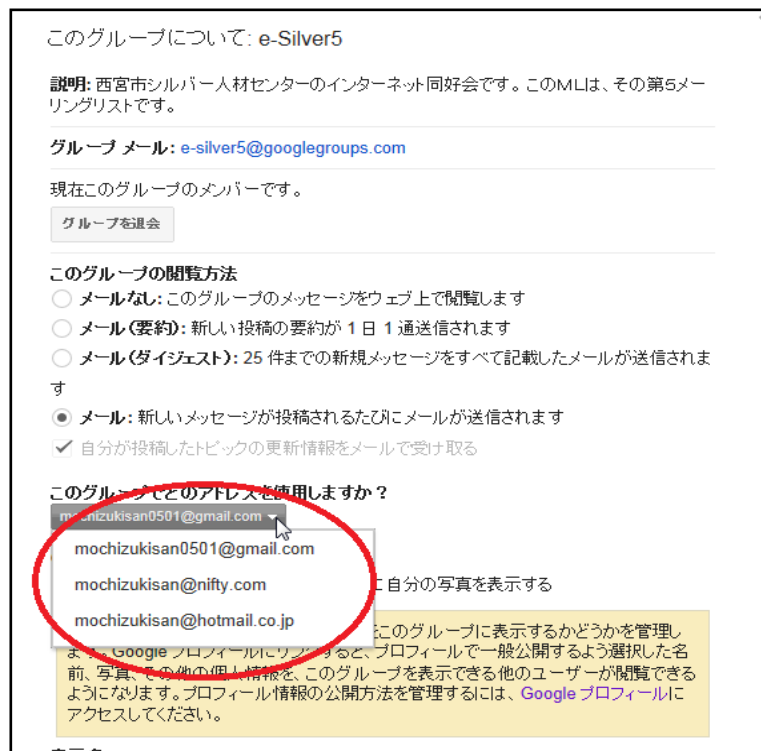 このグループについて: e-Silver5
説明: 西宮市シルバー人材センターのインターネット同好会です。このMLは、その第5メー
リングリストです。
グループ メール: e-silver5@googlegroups.com
現在このグループのメンバーです。
グループを退会
このグループの閲覧方法
メールなし: このグループのメッセージをウェブ上で閲覧します
メール (要約): 新しい投稿の要約が 1 日 1 通送信されます
メール (ダイジェスト): 25 件までの新規メッセージをすべて記載したメールが送信されま
す
メール: 新しいメッセージが投稿されるたびにメールが送信されます
自分が投稿したトピックの更新情報をメールで受け取る
このグループでどのアドレスを使用しますか?
mochizukisan0501@gmail.com
mochizukisan0501@gmail.com
mochizukisan@nifty.com
に自分の写真を表示する
mochizukisan@hotmail.co.jp
をこのグループに表示するかどうかを管理し
ます。Google プロフィールにリンクすると、プロフィールで一般公開するよう選択した名
前、写真、その他の個人情報を、このグループを表示できる他のユーザーが閲覧できる
ようになります。プロフィール情報の公開方法を管理するには、Google プロフィールに
アクセスしてください。